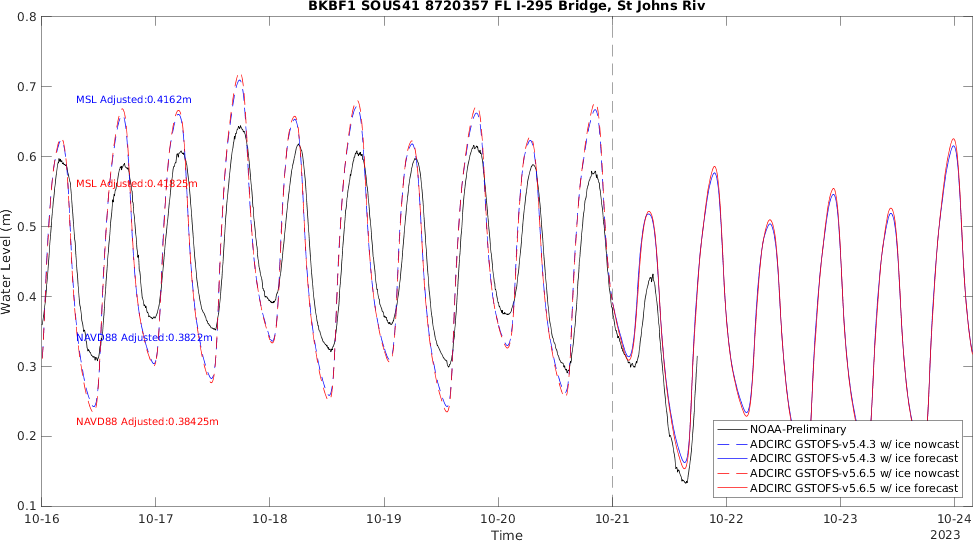 BKBF1 SOUS41 8720357 FL I-295 Bridge, St Johns Riv
0.8
0.7
0.6
0.5
0.4
0.3
0.2
0.1
Water Level (m)
MSL Adjusted:0.4162m
MSL Adjusted:0.41825m
NAVD88 Adjusted:0.3822m
NAVD88 Adjusted:0.38425m
NOAA-Preliminary
ADCIRC GSTOFS-v5.4.3 w/ ice nowcast
ADCIRC GSTOFS-v5.4.3 w/ ice forecast
ADCIRC GSTOFS-v5.6.5 w/ ice nowcast
ADCIRC GSTOFS-v5.6.5 w/ ice forecast
10-16 10-17 10-18 10-19 10-20 10-21 10-22 10-23 10-24
Time
2023